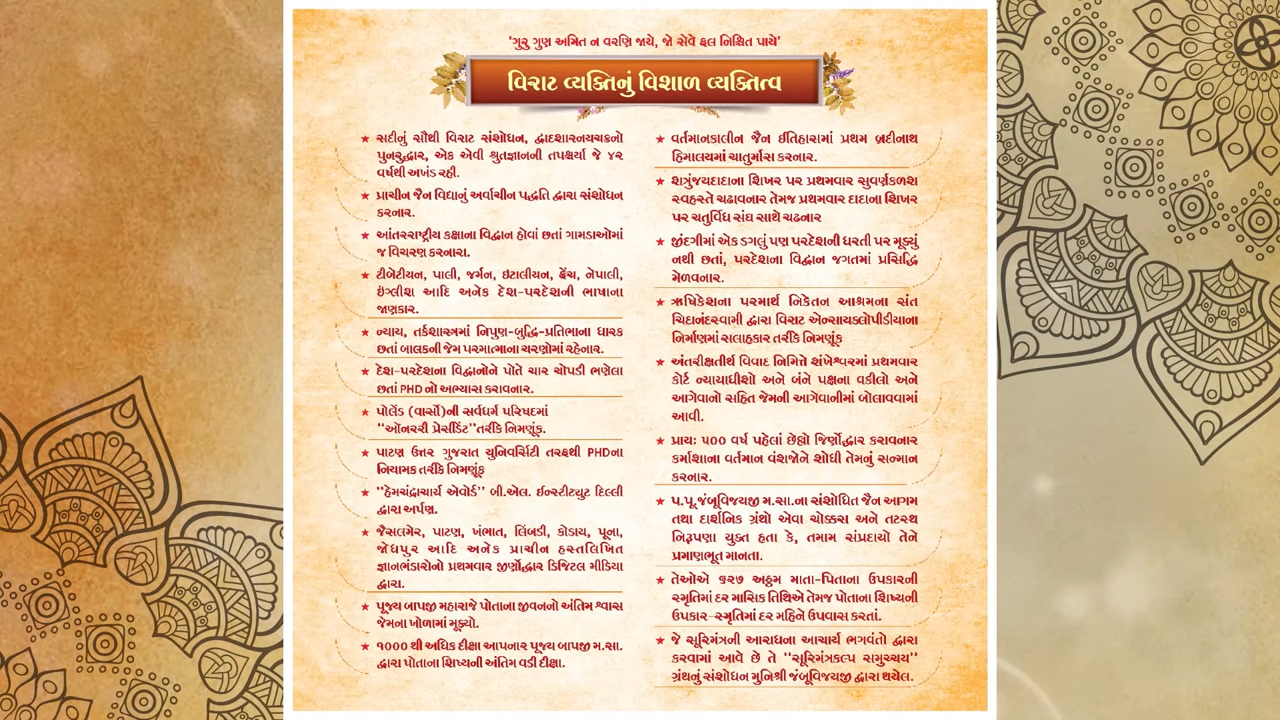 'ગુરુ ગુણ અમિત ન વરણિ જાયે, જો સેવે ફલ નિશ્ચિત પાયે'
વિરાટ વ્યક્તિનું વિશાળ વ્યક્તિત્વ
★ સદીનું સૌથી વિરાટ સંશોધન, દ્વાદશારનયચક્રનો
પુનરુદ્ધાર, એક એવી શ્રુતજ્ઞાનની તપશ્ચર્યા જે ૪૨
વર્ષથી અખંડ રહી.
★ પ્રાચીન જૈન વિદ્યાનું અર્વાચીન પદ્ધતિ દ્વારા સંશોધન
કરનાર.
★ આંતરરાષ્ટ્રીય કક્ષાના વિદ્વાન હોવાં છતાં ગામડાઓમાં
જ વિચરણ કરનારા.
★ ટીબેટીયન, પાલી, જર્મન, ઇટાલીયન, ફ્રેંચ, નેપાલી,
ઇંગ્લીશ આદિ અનેક દેશ-પરદેશની ભાષાના
જાણકાર.
★ ન્યાય, તર્કશાસ્ત્રમાં નિપુણ-બુદ્ધિ-પ્રતિભાના ધારક
છતાં બાલકની જેમ પરમાત્માના ચરણોમાં રહેનાર.
★ દેશ-પરદેશના વિદ્વાનોને પોતે ચાર ચોપડી ભણેલા
છતાં PHD નો અભ્યાસ કરાવનાર.
★ પોલેંડ (વાર્સો)ની સર્વધર્મ પરિષદમાં
"ઓનરરી પ્રેસીડેંટ"તરીકે નિમણૂંક.
★ પાટણ ઉત્તર ગુજરાત યુનિવર્સિટી તરફથી PHDના
નિયામક તરીકે નિમણૂંક
★ "હેમચંદ્રાચાર્ય એવોર્ડ" બી.એલ. ઈન્સ્ટીટ્યુટ દિલ્લી
દ્વારા અર્પણ.
★ જૈસલમેર, પાટણ, ખંભાત, લિંબડી, કોડાય, પૂના,
જોધપુર આદિ અનેક પ્રાચીન હસ્તલિખિત
જ્ઞાનભંડારોનો પ્રથમવાર જીર્ણોદ્ધાર ડિજિટલ મીડિયા
દ્વારા.
★ પૂજ્ય બાપજી મહારાજે પોતાના જીવનનો અંતિમ શ્વાસ
જેમના ખોળામાં મૂક્યો.
★ ૧૦૦૦ થી અધિક દીક્ષા આપનાર પૂજ્ય બાપજી મ.સા.
દ્વારા પોતાના શિષ્યની અંતિમ વડી દીક્ષા.
★ વર્તમાનકાલીન જૈન ઈતિહાસમાં પ્રથમ બદ્રીનાથ
હિમાલયમાં ચાતુર્માસ કરનાર.
★ શત્રુંજયદાદાના શિખર પર પ્રથમવાર સુવર્ણકળશ
સ્વહસ્તે ચઢાવનાર તેમજ પ્રથમવાર દાદાના શિખર
પર ચતુર્વિધ સંઘ સાથે ચઢનાર
★ જીંદગીમાં એક ડગલું પણ પરદેશની ધરતી પર મૂક્યું
નથી છતાં, પરદેશના વિદ્વાન જગતમાં પ્રસિદ્ધિ
મેળવનાર.
★ ઋષિકેશના પરમાર્થ નિકેતન આશ્રમના સંત
ચિદાનંદસ્વામી દ્વારા વિરાટ એન્સાયક્લોપીડીયાના
નિર્માણમાં સલાહકાર તરીકે નિમણૂંક
★ અંતરીક્ષતીર્થ વિવાદ નિમિત્તે શંખેશ્વરમાં પ્રથમવાર
કોર્ટ ન્યાયાધીશો અને બંને પક્ષના વકીલો અને
આગેવાનો સહિત જેમની આગેવાનીમાં બોલાવવામાં
આવી.
★ પ્રાયઃ ૫૦૦ વર્ષ પહેલાં છેલ્લો જિર્ણોદ્ધાર કરાવનાર
કર્માશાના વર્તમાન વંશજોને શોધી તેમનું સન્માન
કરનાર.
★ પ.પૂ.જંબૂવિજયજી મ.સા.ના સંશોધિત જૈન આગમ
તથા દાર્શનિક ગ્રંથો એવા ચોક્કસ અને તટસ્થ
નિરૂપણા યુક્ત હતા કે, તમામ સંપ્રદાયો તેને
પ્રમાણભૂત માનતા.
★ તેઓએ ૬૨૭ અઠ્ઠમ માતા-પિતાના ઉપકારની
સ્મૃતિમાં દર માસિક તિથિએ તેમજ પોતાના શિષ્યની
ઉપકાર-સ્મૃતિમાં દર મહિને ઉપવાસ કરતાં.
★ જે સૂરિમંત્રની આરાધના આચાર્ય ભગવંતો દ્વારા
કરવામાં આવે છે તે "સૂરિમંત્રકલ્પ સમુચ્ચય"
ગ્રંથનું સંશોધન મુનિશ્રી જંબૂવિજયજી દ્વારા થયેલ.